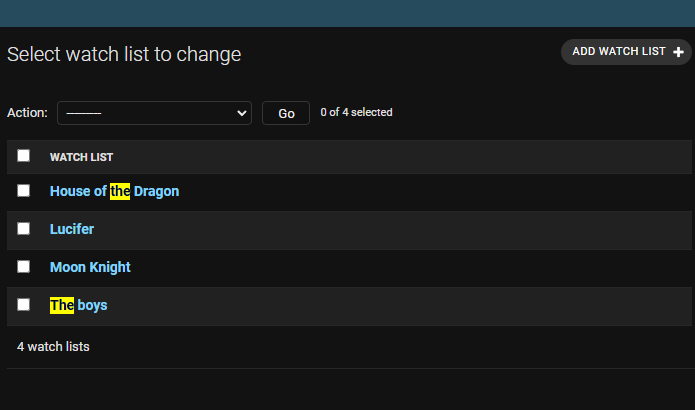 Select watch list to change
ADD WATCH LIST +
Action: --------- Go 0 of 4 selected
WATCH LIST
House of the Dragon
Lucifer
Moon Knight
The boys
4 watch lists